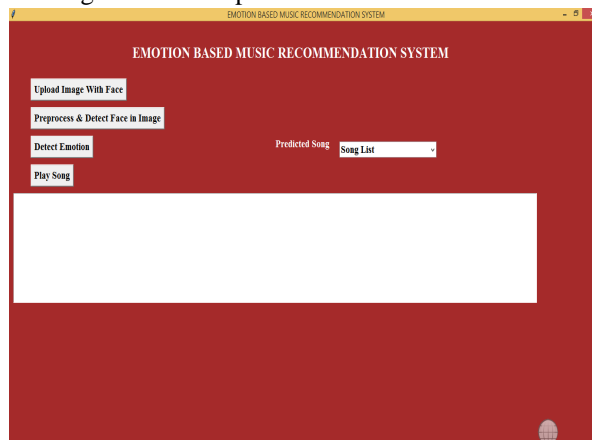 EMOTION BASED MUSIC RECOMMENDATION SYSTEM
EMOTION BASED MUSIC RECOMMENDATION SYSTEM
Upload Image With Face
Preprocess & Detect Face in Image
Detect Emotion
Predicted Song
Song List
Play Song